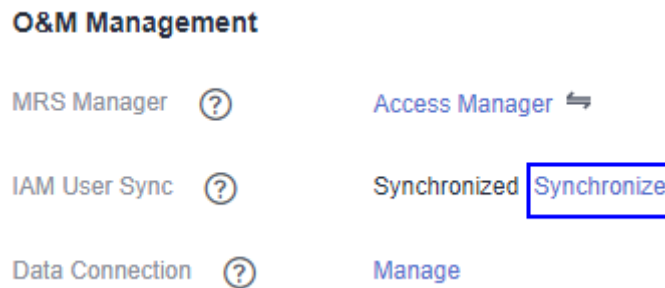 O&M Management
MRS Manager ? Access Manager
IAM User Sync ? Synchronized Synchronize
Data Connection ? Manage